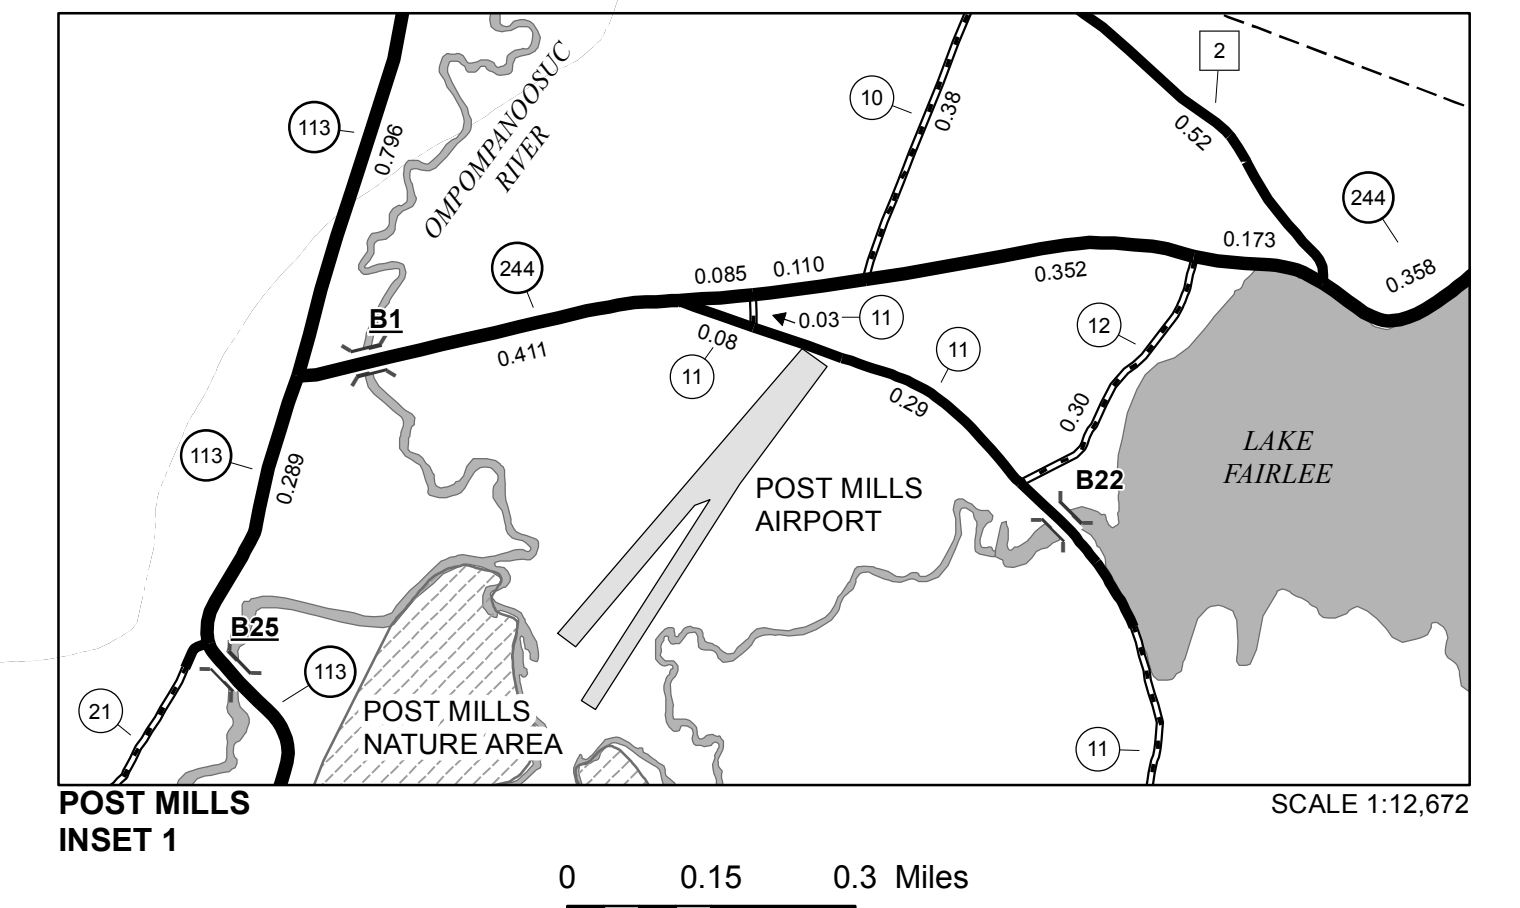 2
10
113
0.38
0.52
0.796
OMPOMPANOOSUC
RIVER
244
0.173
244
0.085
0.110
0.352
0.358
B1
0.03
11
12
0.08
0.411
11
11
0.29
0.30
LAKE
FAIRLEE
113
0.289
B22
POST MILLS
AIRPORT
B25
113
21
POST MILLS
NATURE AREA
11
POST MILLS
INSET 1
SCALE 1:12,672
0 0.15 0.3 Miles